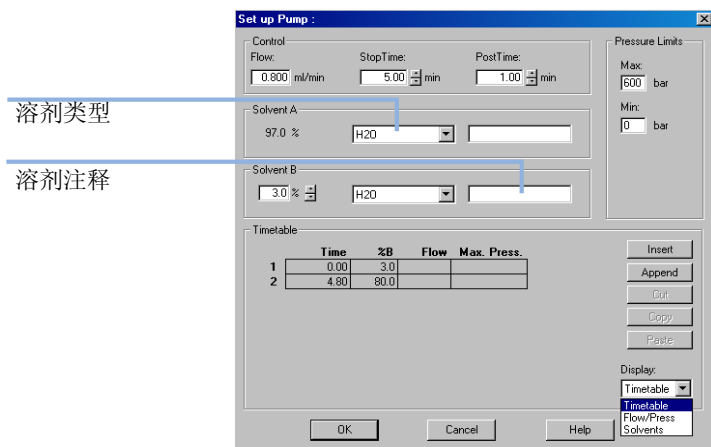 Set up Pump :
Control
Flow: StopTime: PostTime:
0.800 ml/min 5.00 min 1.00 min
Pressure Limits
Max:
600 bar
Min:
0 bar
溶剂类型
Solvent A
97.0 % H2O
溶剂注释
Solvent B
3.0 % H2O
Timetable
Time %B Flow Max. Press.
1 0.00 3.0
2 4.80 80.0
Insert
Append
Cut
Copy
Paste
Display:
Timetable
Timetable
Flow/Press
Solvents
OK Cancel Help